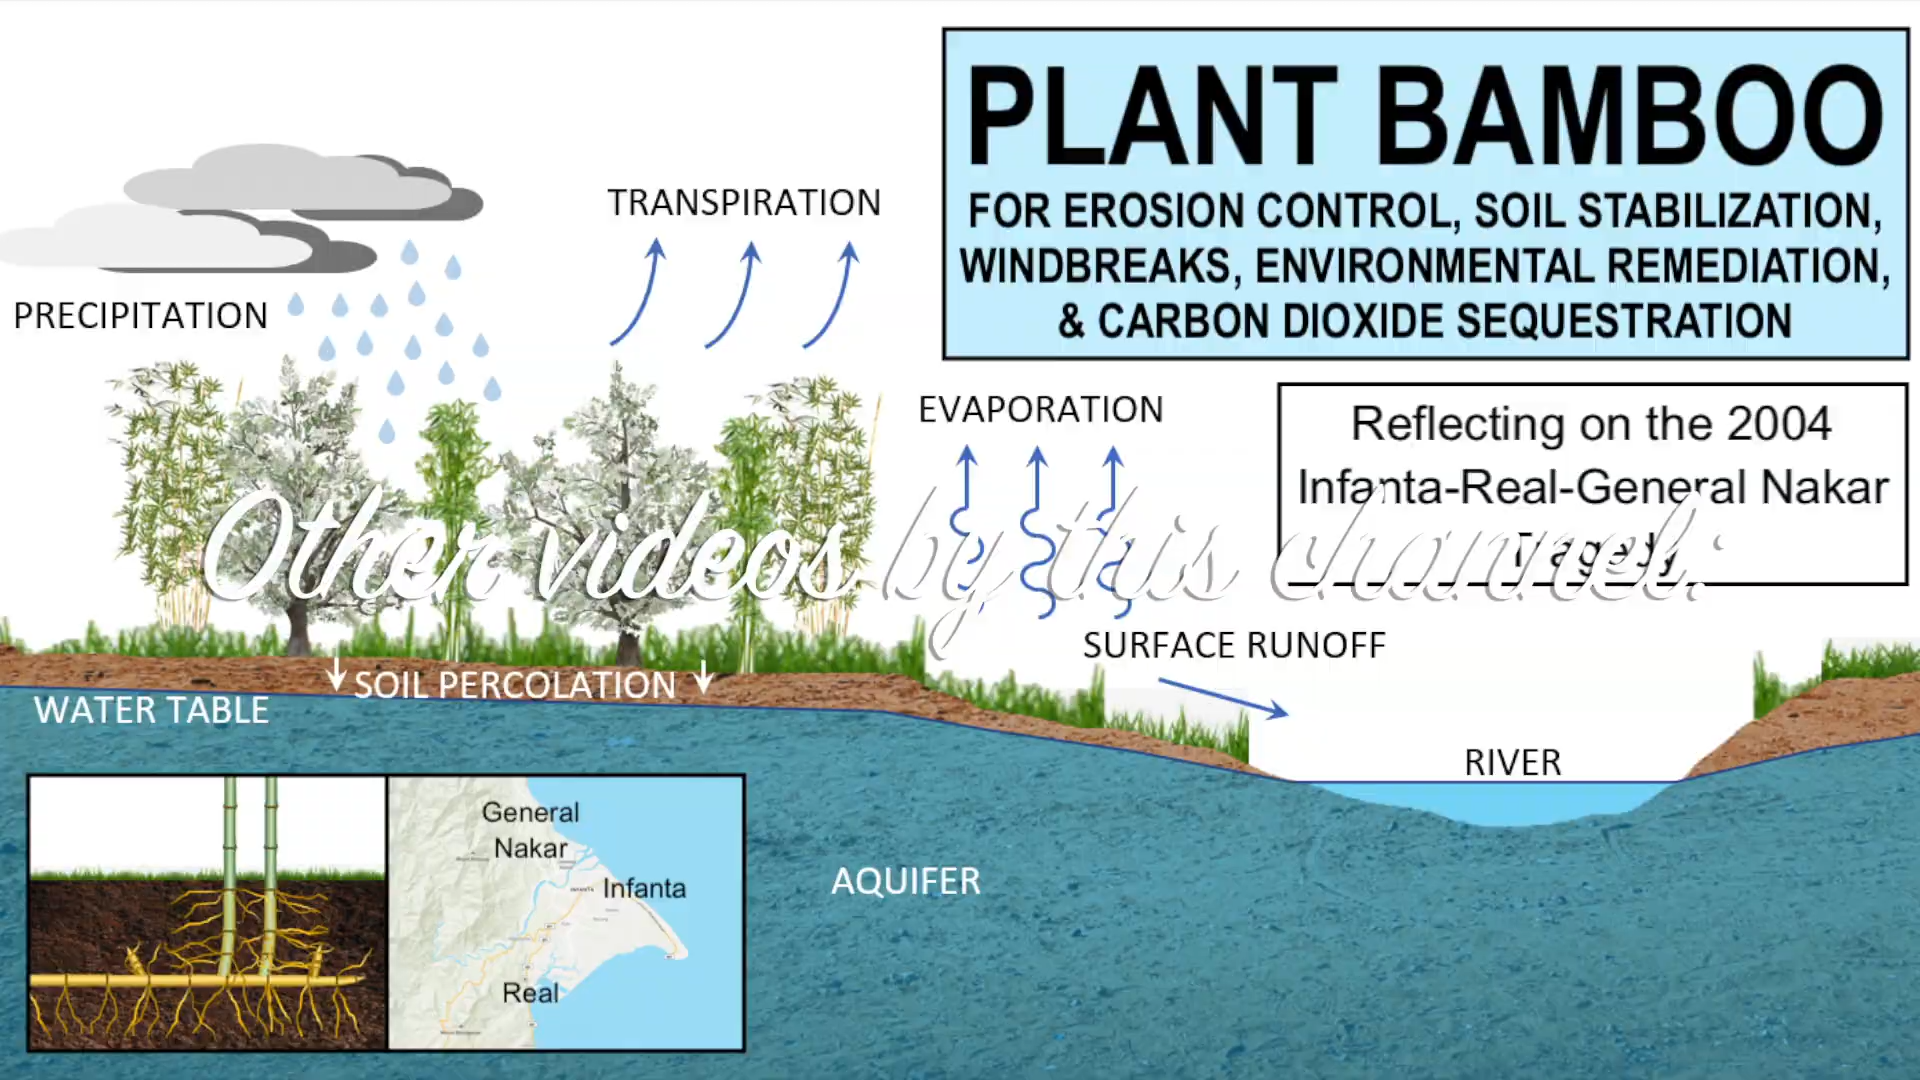 PLANT BAMBOO
FOR EROSION CONTROL, SOIL STABILIZATION,
WINDBREAKS, ENVIRONMENTAL REMEDIATION,
& CARBON DIOXIDE SEQUESTRATION
TRANSPIRATION
PRECIPITATION
EVAPORATION
Reflecting on the 2004
Infanta-Real-General Nakar
Tragedy
Other videos by this channel:
SURFACE RUNOFF
SOIL PERCOLATION
WATER TABLE
RIVER
General
Nakar
Infanta
AQUIFER
Real